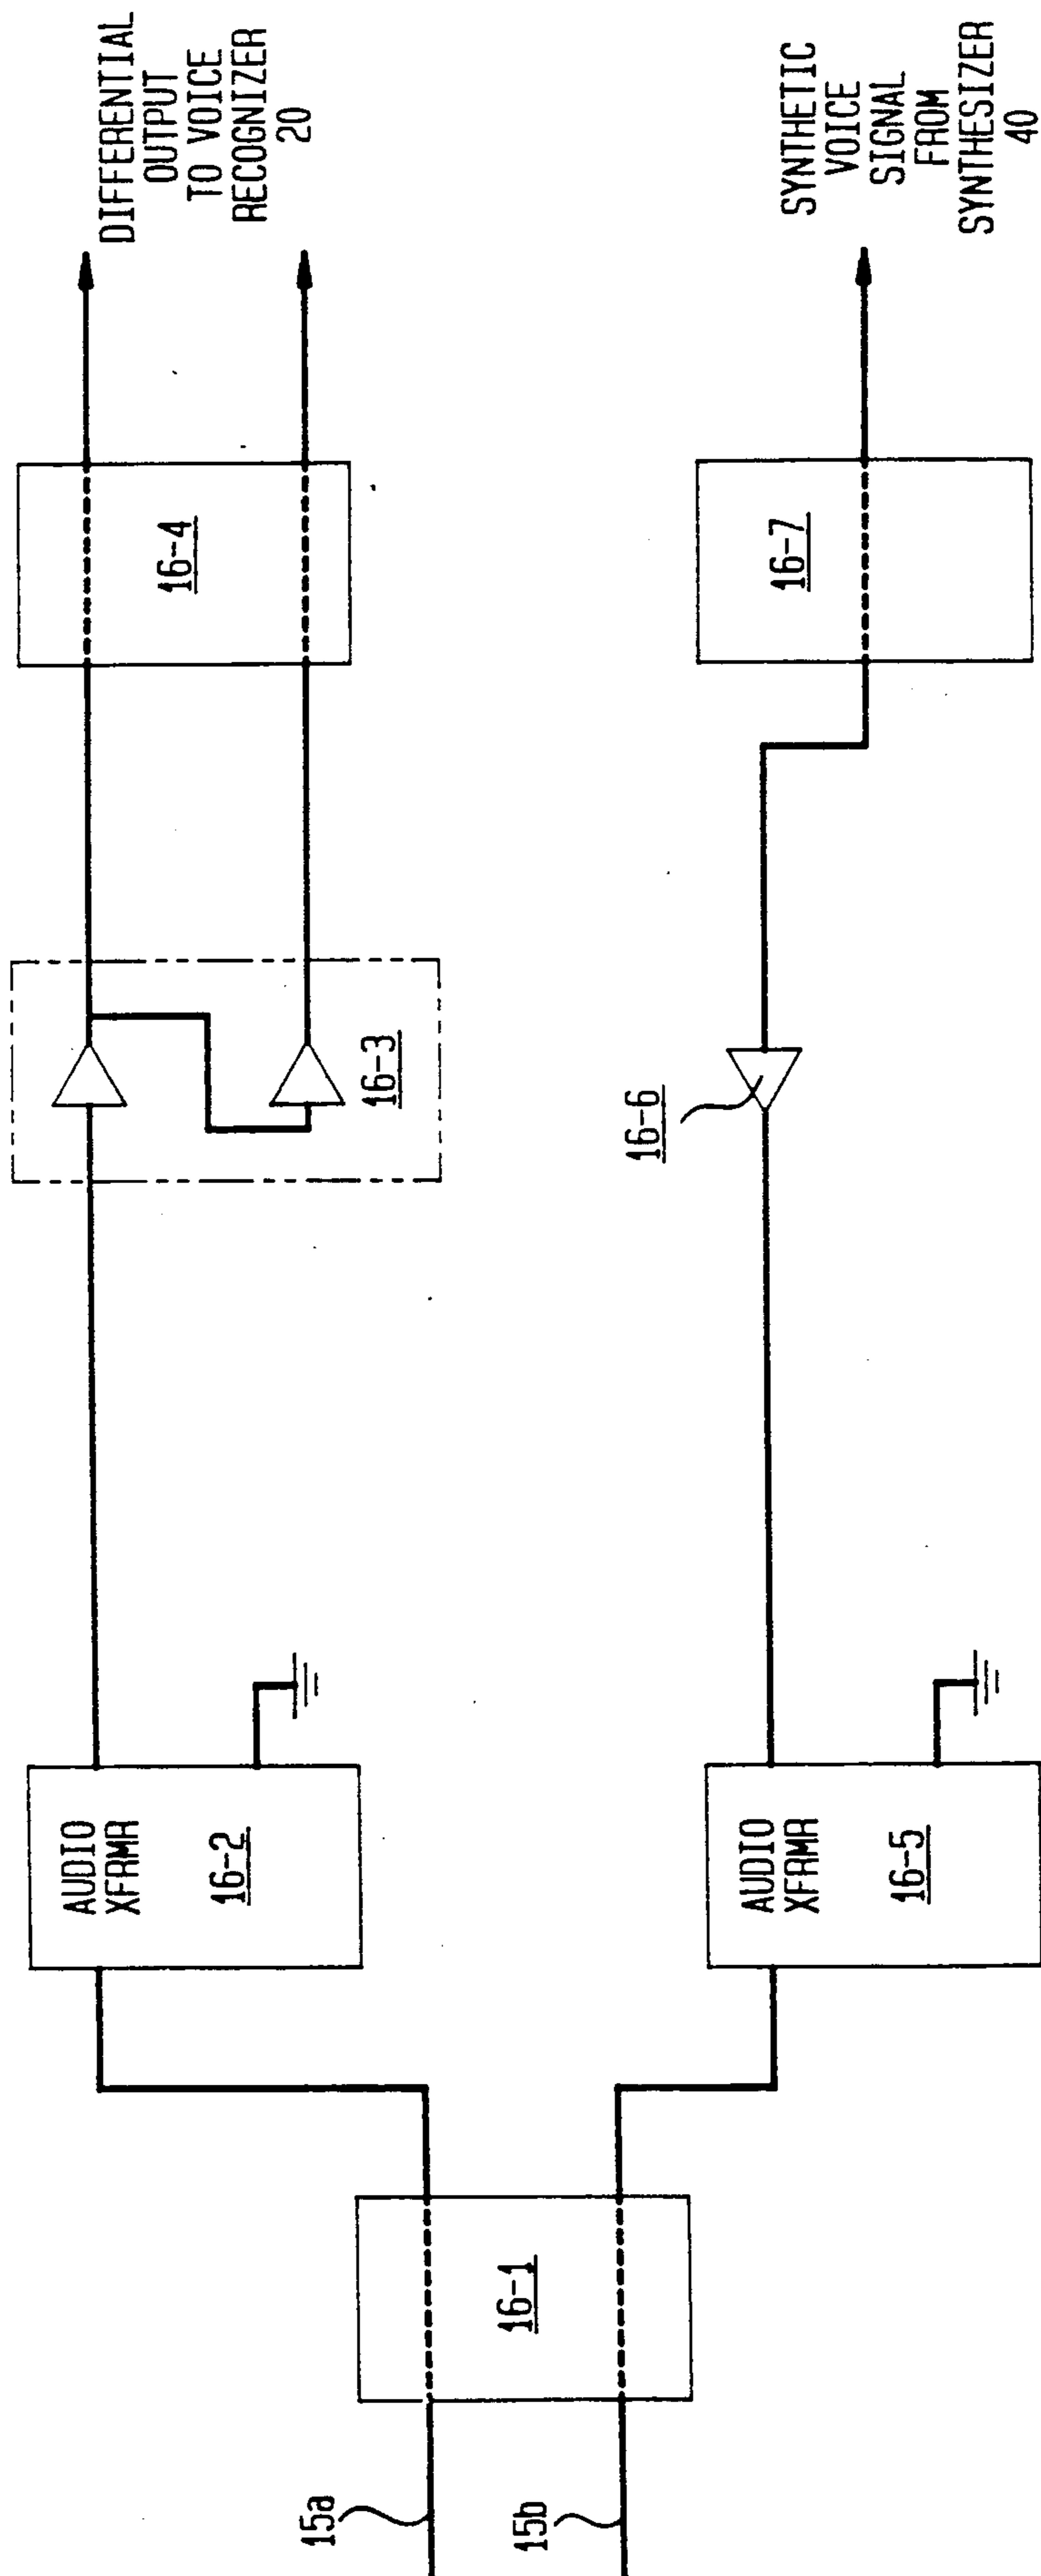 DIFFERENTIAL
OUTPUT
TO VOICE
RECOGNIZER
20
16-4
16-3
AUDIO
XFRMR
16-2
15a
16-1
15b
SYNTHETIC
VOICE
SIGNAL
FROM
SYNTHESIZER
40
16-7
16-6
AUDIO
XFRMR
16-5